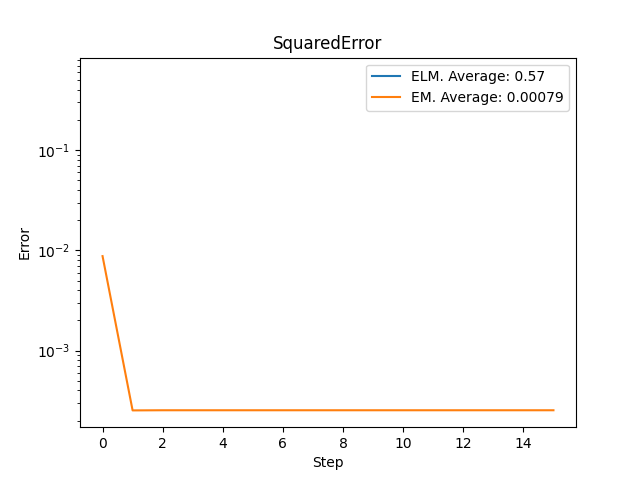 SquaredError
ELM. Average: 0.57
EM. Average: 0.00079
Error
10⁻¹
10⁻²
10⁻³
0 2 4 6 8 10 12 14
Step